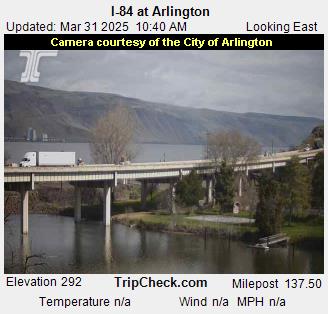 I-84 at Arlington
Updated: Mar 31 2025 10:40 AM Looking East
Camera courtesy of the City of Arlington
Elevation 292 TripCheck.com Milepost 137.50
Temperature n/a Wind n/a MPH n/a